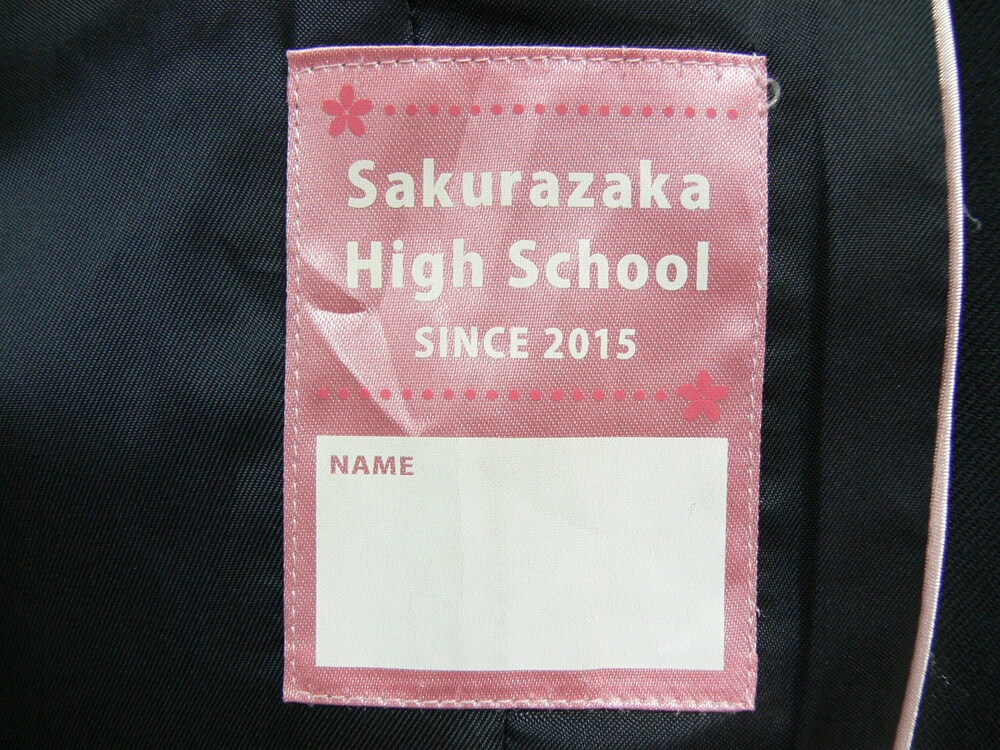 Sakurazaka
High School
SINCE 2015
NAME